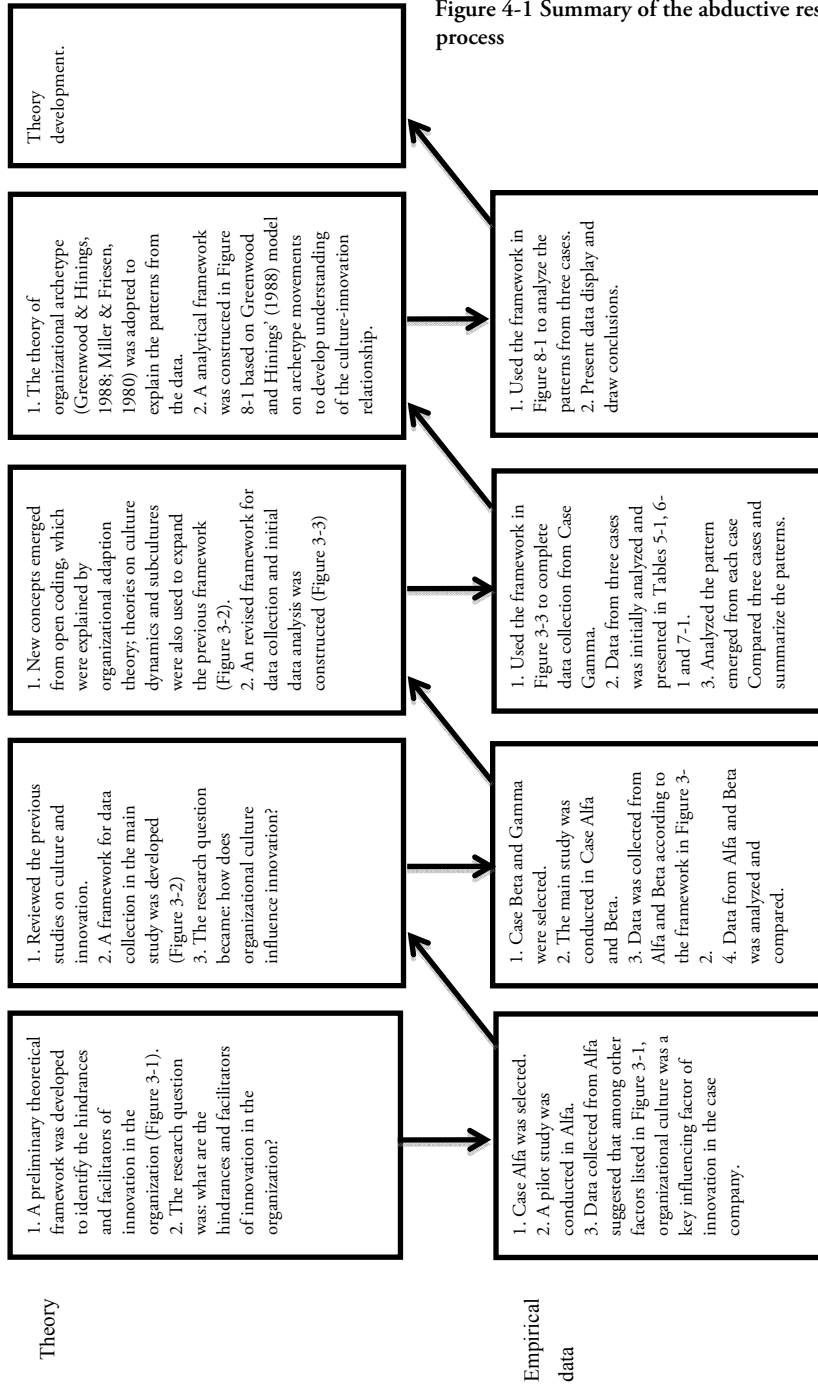 Figure 4-1 Summary of the abductive res
process
Theory
1. A preliminary theoretical
framework was developed
to identify the hindrances
and facilitators of
innovation in the
organization (Figure 3-1).
2. The research question
was: what are the
hindrances and facilitators
of innovation in the
organization?
1. Reviewed the previous
studies on culture and
innovation.
2. A framework for data
collection in the main
study was developed
(Figure 3-2)
3. The research question
became: how does
organizational culture
influence innovation?
1. New concepts emerged
from open coding, which
were explained by
organizational adaption
theory; theories on culture
dynamics and subcultures
were also used to expand
the previous framework
(Figure 3-2).
2. An revised framework for
data collection and initial
data analysis was
constructed (Figure 3-3)
1. The theory of
organizational archetype
(Greenwood & Hinings,
1988; Miller & Friesen,
1980) was adopted to
explain the patterns from
the data.
2. A analytical framework
was constructed in Figure
8-1 based on Greenwood
and Hinings' (1988) model
on archetype movements
to develop understanding
of the culture-innovation
relationship.
Theory
development.
Empirical
data
1. Case Alfa was selected.
2. A pilot study was
conducted in Alfa.
3. Data collected from Alfa
suggested that among other
factors listed in Figure 3-1,
organizational culture was a
key influencing factor of
innovation in the case
company.
1. Case Beta and Gamma
were selected.
2. The main study was
conducted in Case Alfa
and Beta.
3. Data was collected from
Alfa and Beta according to
the framework in Figure 3-
2.
4. Data from Alfa and Beta
was analyzed and
compared.
1. Used the framework in
Figure 3-3 to complete
data collection from Case
Gamma.
2. Data from three cases
was initially analyzed and
presented in Tables 5-1, 6-
1 and 7-1.
3. Analyzed the pattern
emerged from each case
Compared three cases and
summarize the patterns.
1. Used the framework in
Figure 8-1 to analyze the
patterns from three cases.
2. Present data display and
draw conclusions.